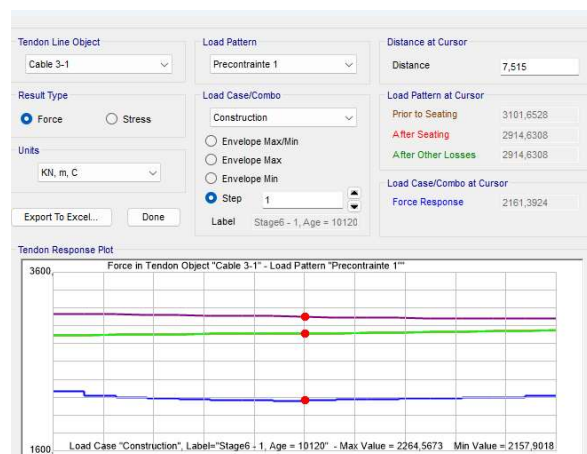 Tendon Line Object
Cable 3-1
Load Pattern
Precontrainte 1
Distance at Cursor
Distance 7,515
Result Type
Force Stress
Load Case/Combo
Construction
Envelope Max/Min
Envelope Max
Envelope Min
Step 1
Label Stage6 - 1, Age = 10120
Load Pattern at Cursor
Prior to Seating 3101,6528
After Seating 2914,6308
After Other Losses 2914,6308
Units
KN, m, C
Load Case/Combo at Cursor
Force Response 2161,3924
Export To Excel... Done
Tendon Response Plot
3600,
Force in Tendon Object "Cable 3-1" - Load Pattern "Precontrainte 1"
1600,
Load Case "Construction", Label="Stage6 - 1, Age = 10120" - Max Value = 2264,5673 Min Value = 2157,9018